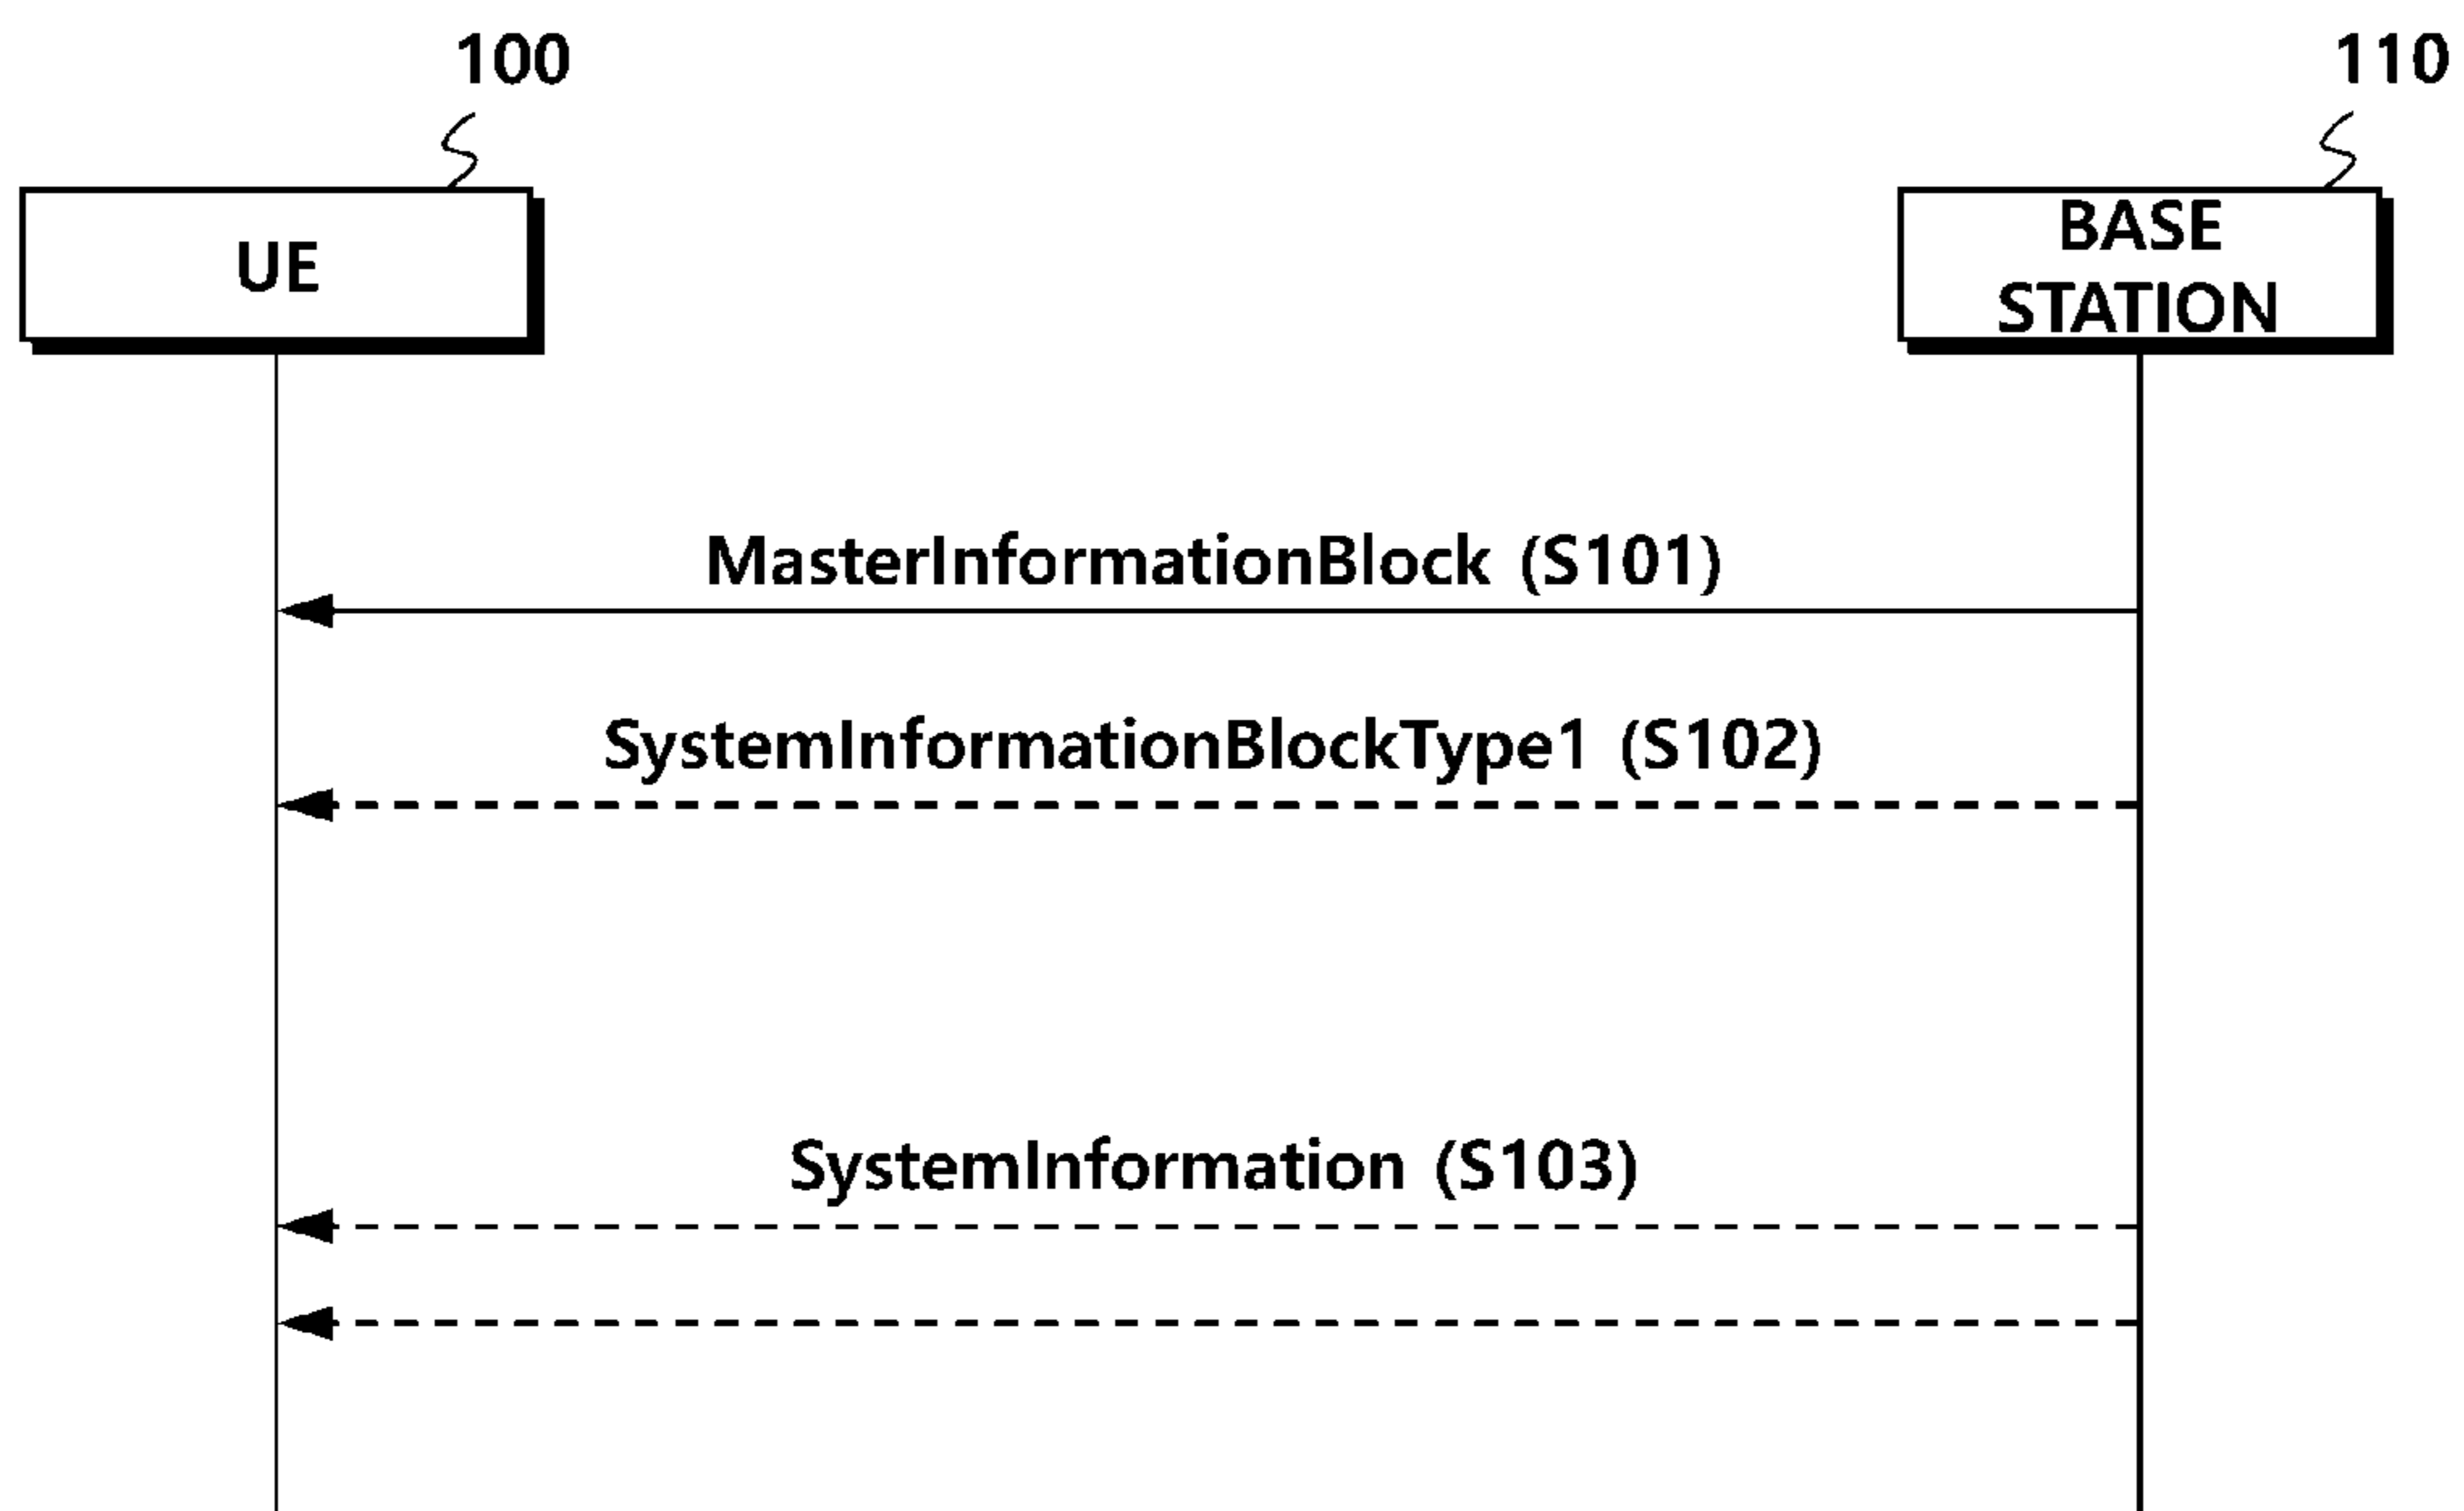 100
110
UE
BASE
STATION
MasterInformationBlock (S101)
SystemInformationBlockType1 (S102)
SystemInformation (S103)